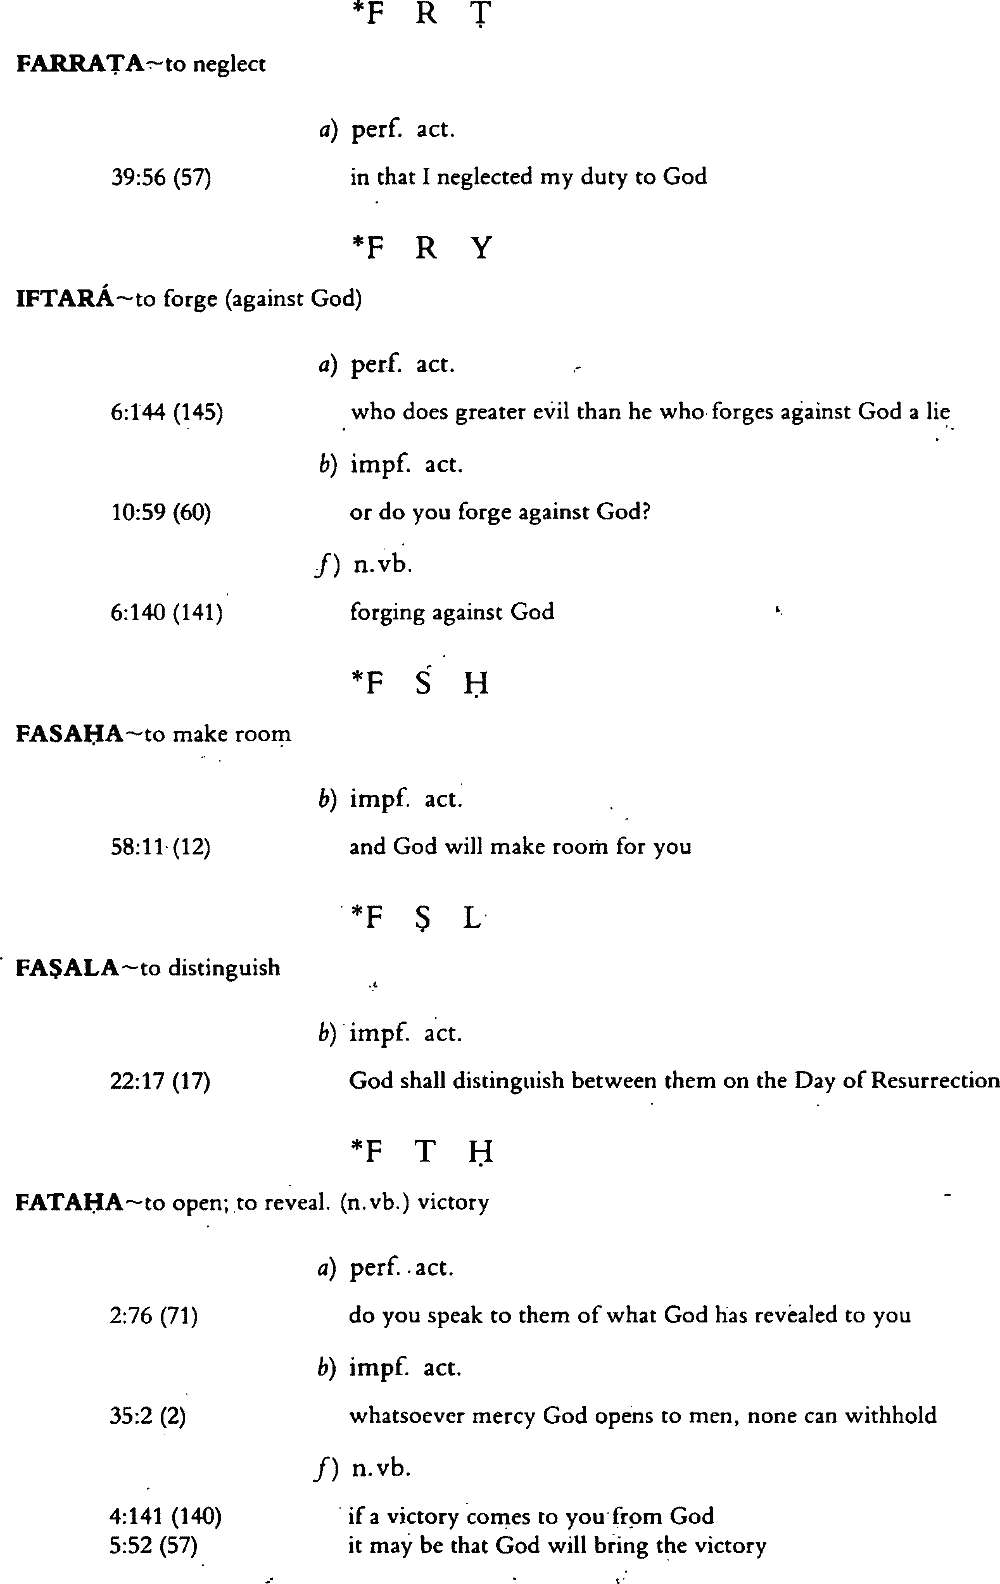 *F R Ṭ
FARRAṬA~to neglect
a) perf. act.
39:56 (57) in that I neglected my duty to God
*F R Y
IFTARÁ~to forge (against God)
a) perf. act.
6:144 (145) who does greater evil than he who forges against God a lie
b) impf. act.
10:59 (60) or do you forge against God?
f) n.vb.
6:140 (141) forging against God
*F S Ḥ
FASAḤA~to make room
b) impf. act.
58:11 (12) and God will make room for you
*F Ṣ L
FAṢALA~to distinguish
b) impf. act.
22:17 (17) God shall distinguish between them on the Day of Resurrection
*F T Ḥ
FATAḤA~to open; to reveal. (n.vb.) victory
a) perf. act.
2:76 (71) do you speak to them of what God has revealed to you
b) impf. act.
35:2 (2) whatsoever mercy God opens to men, none can withhold
f) n.vb.
4:141 (140) if a victory comes to you from God
5:52 (57) it may be that God will bring the victory